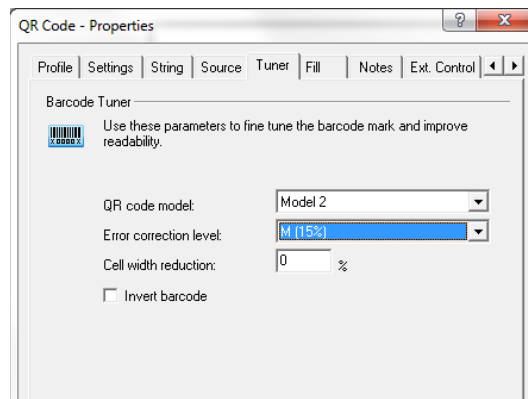 QR Code - Properties
? X
Profile Settings String Source Tuner Fill Notes Ext. Control
Barcode Tuner
Use these parameters to fine tune the barcode mark and improve
readability.
QR code model: Model 2
Error correction level: M (15%)
Cell width reduction: 0 %
Invert barcode